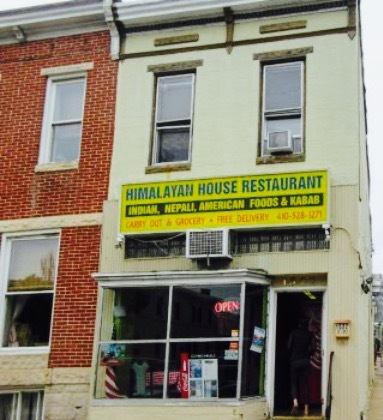 HIMALAYAN HOUSE RESTAURANT
INDIAN, NEPALI, AMERICAN FOODS & KABAB
CARRY OUT & GROCERY • FREE DELIVERY 410-528-1271
OPEN